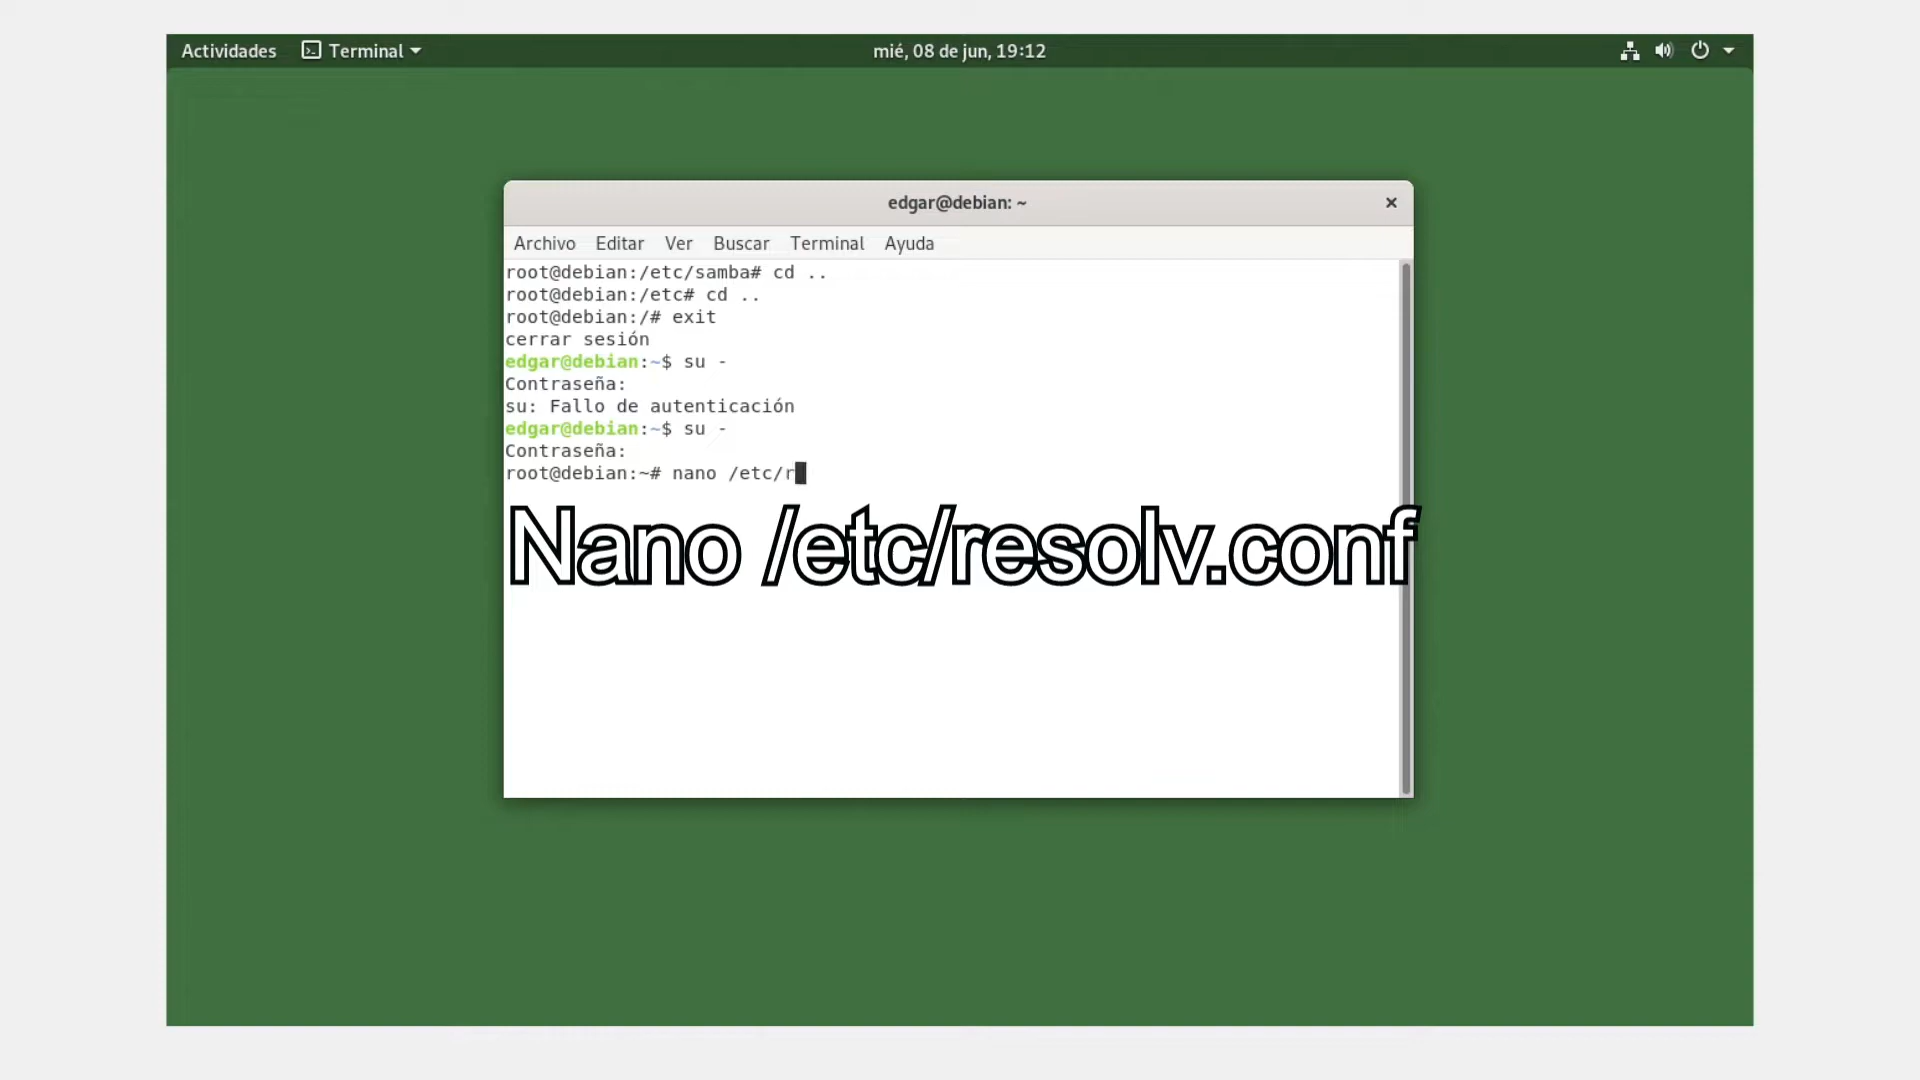 Actividades Terminal mié, 08 de jun, 19:12
edgar@debian: ~
Archivo Editar Ver Buscar Terminal Ayuda
root@debian:/etc/samba# cd ..
root@debian:/etc# cd ..
root@debian:/# exit
cerrar sesión
edgar@debian:~$ su -
Contraseña:
su: Fallo de autenticación
edgar@debian:~$ su -
Contraseña:
root@debian:~# nano /etc/r
Nano /etc/resolv.conf